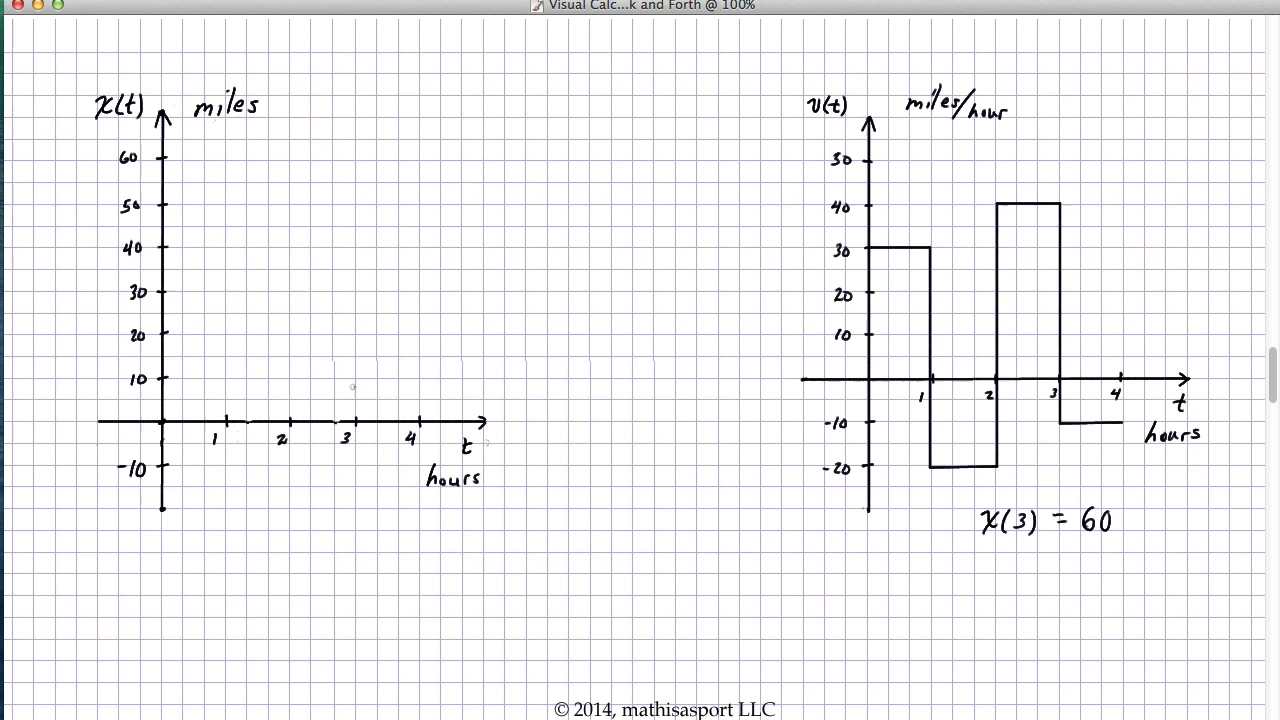 Visual Calc...k and Forth @ 100%
x(t) miles
60
50
40
30
20
10
-10
1 2 3 4 t
hours
v(t) miles/hour
50
40
30
20
10
-10
-20
1 2 3 4 t
hours
x(3) = 60
© 2014, mathisasport LLC